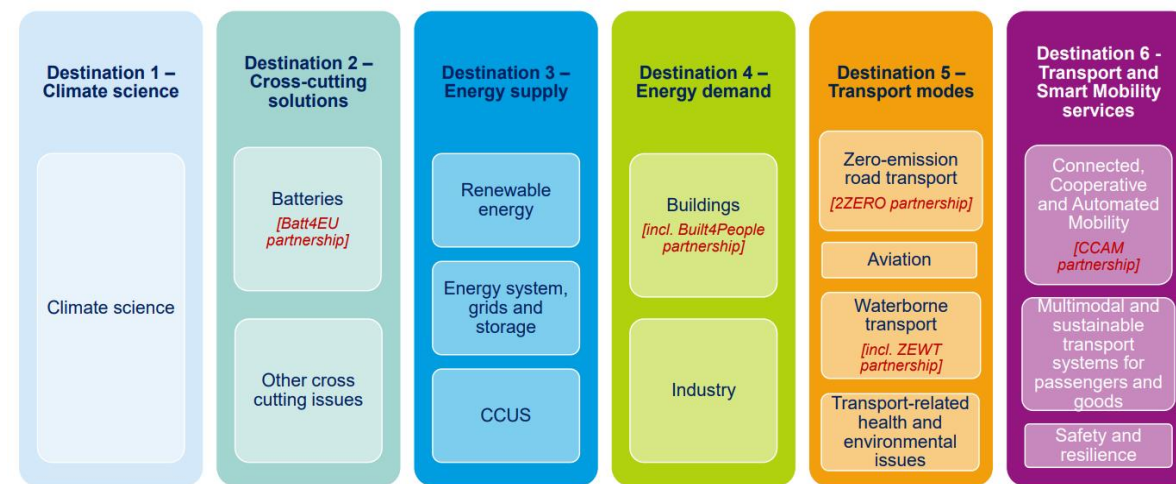 Destination 1 –
Climate science
Climate science
Destination 2 –
Cross-cutting
solutions
Batteries
[Batt4EU
partnership]
Other cross
cutting issues
Destination 3 –
Energy supply
Renewable
energy
Energy system,
grids and
storage
CCUS
Destination 4 –
Energy demand
Buildings
[incl. Built4People
partnership]
Industry
Destination 5 –
Transport modes
Zero-emission
road transport
[2ZERO partnership]
Aviation
Waterborne
transport
[incl. ZEWT
partnership]
Transport-related
health and
environmental
issues
Destination 6 -
Transport and
Smart Mobility
services
Connected,
Cooperative
and Automated
Mobility
[CCAM
partnership]
Multimodal and
sustainable
transport
systems for
passengers and
goods
Safety and
resilience